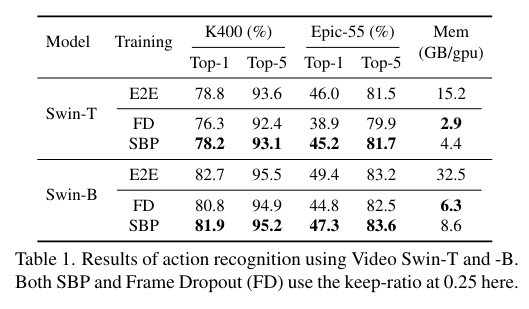 Model Training K400 (%) Epic-55 (%) Mem (GB/gpu)
Top-1 Top-5 Top-1 Top-5
Swin-T E2E 78.8 93.6 46.0 81.5 15.2
FD 76.3 92.4 38.9 79.9 2.9
SBP 78.2 93.1 45.2 81.7 4.4
Swin-B E2E 82.7 95.5 49.4 83.2 32.5
FD 80.8 94.9 44.8 82.5 6.3
SBP 81.9 95.2 47.3 83.6 8.6
Table 1. Results of action recognition using Video Swin-T and -B.
Both SBP and Frame Dropout (FD) use the keep-ratio at 0.25 here.